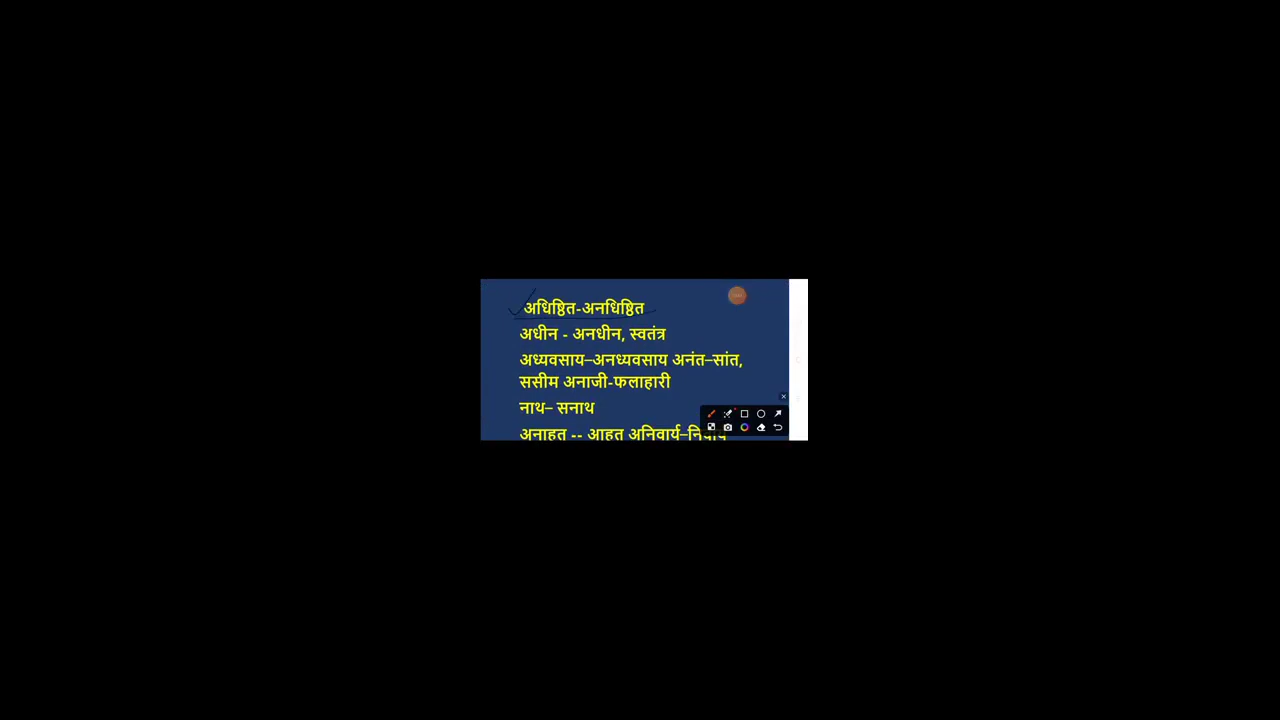 अधिष्ठित-अनधिष्ठित
अधीन - अनधीन, स्वतंत्र
अध्यवसाय–अनध्यवसाय अनंत–सांत,
ससीम अनाजी-फलाहारी
नाथ– सनाथ
अनाहत -- आहत अनिवार्य–निवार्य